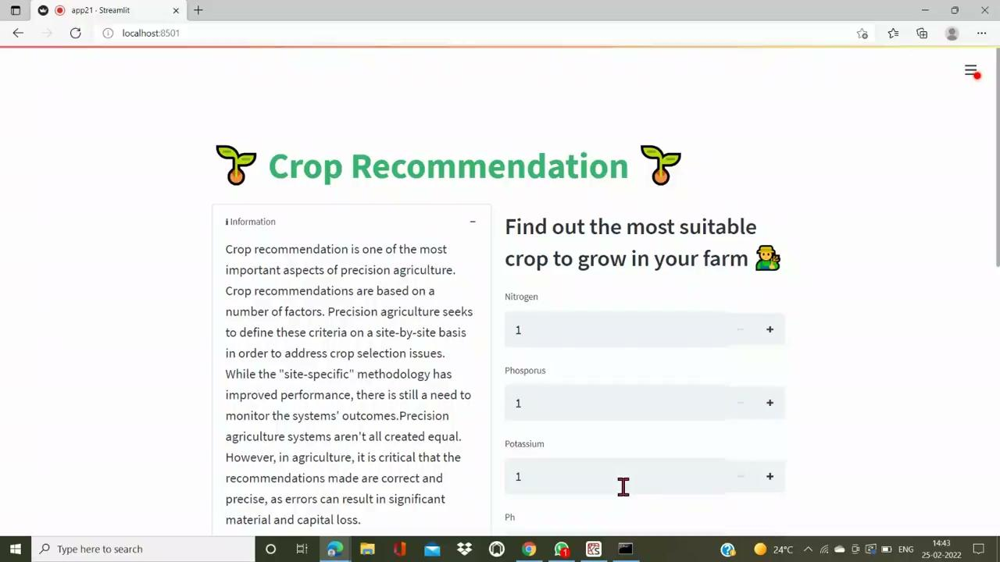 app21 · Streamlit
localhost:8501
Crop Recommendation
Information
Crop recommendation is one of the most
important aspects of precision agriculture.
Crop recommendations are based on a
number of factors. Precision agriculture seeks
to define these criteria on a site-by-site basis
in order to address crop selection issues.
While the "site-specific" methodology has
improved performance, there is still a need to
monitor the systems' outcomes.Precision
agriculture systems aren't all created equal.
However, in agriculture, it is critical that the
recommendations made are correct and
precise, as errors can result in significant
material and capital loss.
Find out the most suitable
crop to grow in your farm
Nitrogen
1
Phosporus
1
Potassium
1
Ph
Type here to search
1
24°C
ENG
14:43
25-02-2022